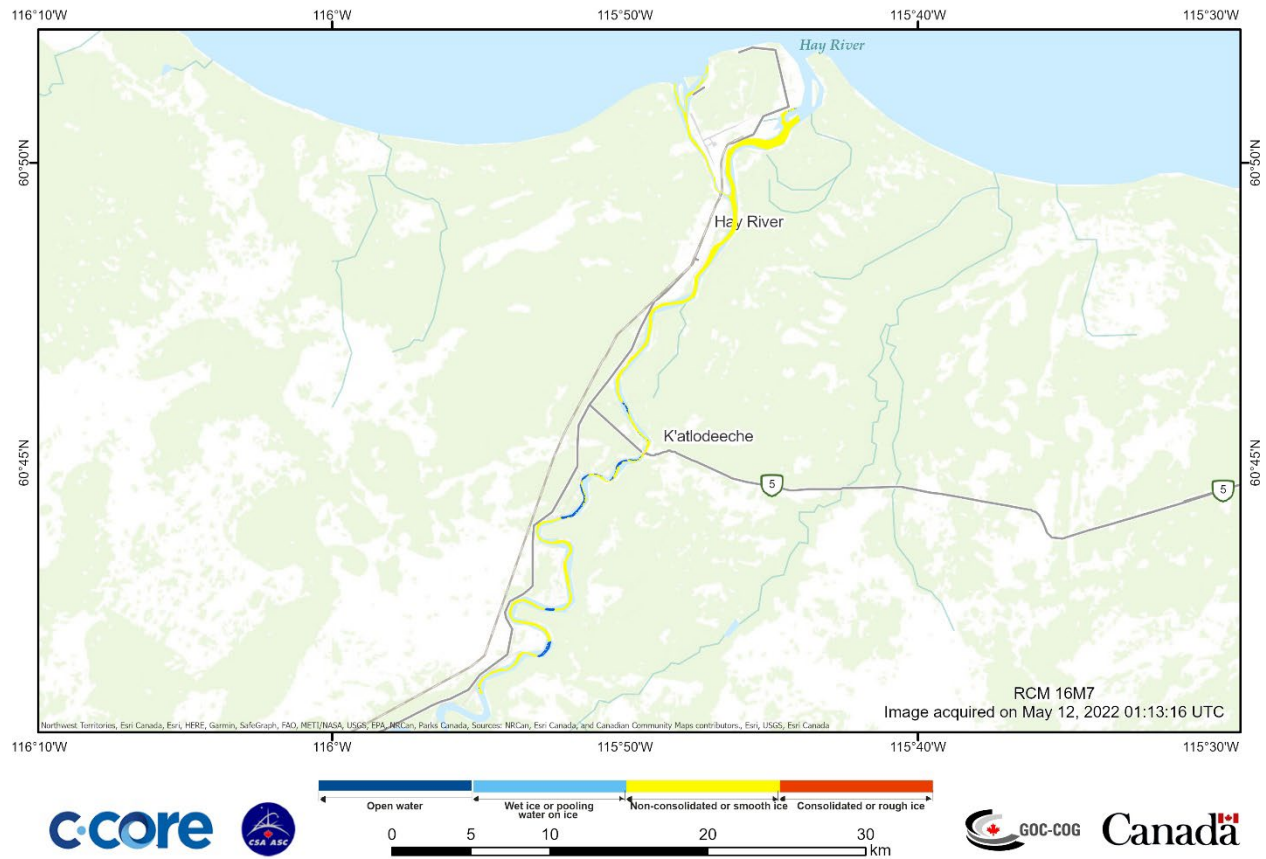 116°10'W 116°W 115°50'W 115°40'W 115°30'W
Hay River
60°50'N 60°50'N
Hay River
K'atlodeeche
60°45'N 60°45'N
5
5
RCM 16M7
Image acquired on May 12, 2022 01:13:16 UTC
Northwest Territories, Esri Canada, Esri, HERE, Garmin, SafeGraph, FAO, METI/NASA, USGS, EPA, NRCan, Parks Canada, Sources: NRCan, Esri Canada, and Canadian Community Maps contributors., Esri, USGS, Esri Canada
116°10'W 116°W 115°50'W 115°40'W 115°30'W
Open water
Wet ice or pooling
water on ice
Non-consolidated or smooth ice
Consolidated or rough ice
c·core
CSA ASC
0 5 10 20 30
km
GOC-COG
Canada